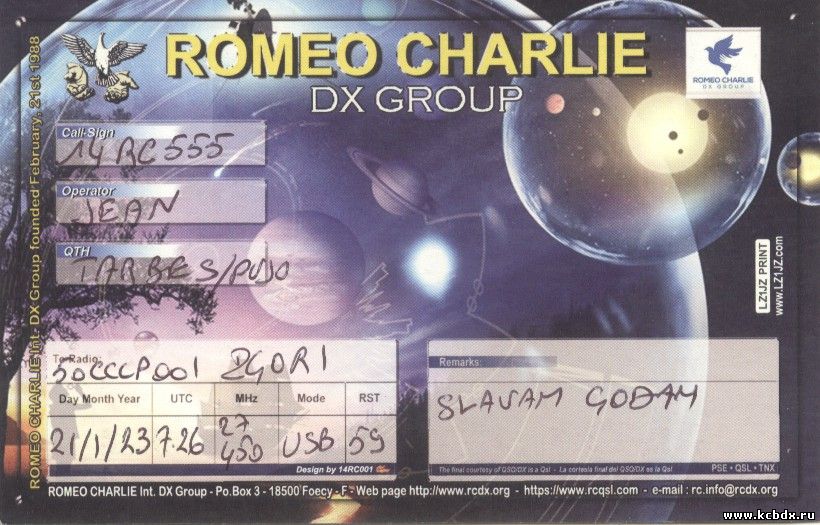 ROMEO CHARLIE
DX GROUP
ROMEO CHARLIE
DX GROUP
ROMEO CHARLIE Int. DX Group founded February, 21st 1988
Call-Sign
14RC555
Operator
JEAN
QTH
TARBES/PUJO
LZ1JZ PRINT
www.LZ1JZ.com
To Radio:
50CCCP001 IGORI
Day Month Year UTC MHz Mode RST
21/1/23 7.26 27 450 USB 59
Design by 14RC001
Remarks:
SLAVAM GODAM
The final courtesy of QSO/DX is a Qsl - La cortesia final del QSO/DX es la Qsl
PSE • QSL • TNX
ROMEO CHARLIE Int. DX Group - Po.Box 3 - 18500 Foecy - F - Web page http://www.rcdx.org - https://www.rcqsl.com - e-mail : rc.info@rcdx.org
www.kcbdx.ru